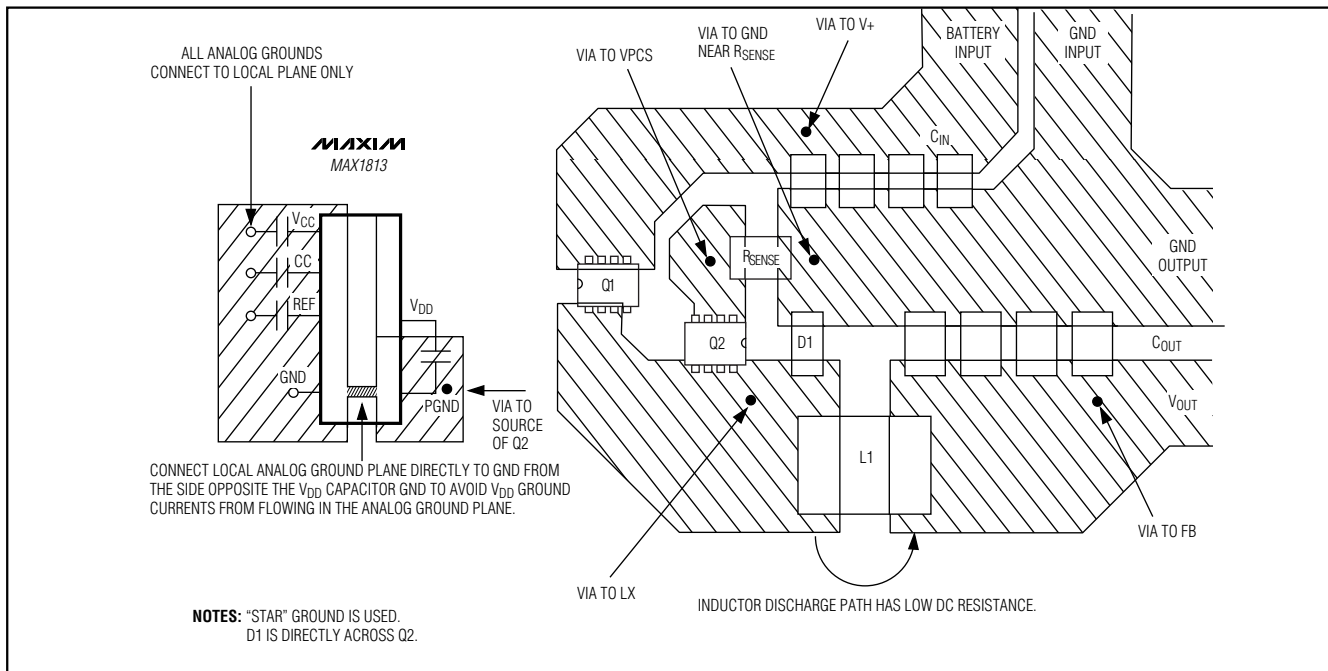 ALL ANALOG GROUNDS
CONNECT TO LOCAL PLANE ONLY
MAXIM
MAX1813
VCC
CC
REF
GND
VDD
PGND
VIA TO
SOURCE
OF Q2
CONNECT LOCAL ANALOG GROUND PLANE DIRECTLY TO GND FROM
THE SIDE OPPOSITE THE VDD CAPACITOR GND TO AVOID VDD GROUND
CURRENTS FROM FLOWING IN THE ANALOG GROUND PLANE.
NOTES: “STAR” GROUND IS USED.
D1 IS DIRECTLY ACROSS Q2.
VIA TO VPCS
VIA TO GND
NEAR RSENSE
VIA TO V+
BATTERY
INPUT
GND
INPUT
CIN
RSENSE
GND
OUTPUT
Q1
Q2
D1
COUT
VOUT
L1
VIA TO LX
VIA TO FB
INDUCTOR DISCHARGE PATH HAS LOW DC RESISTANCE.